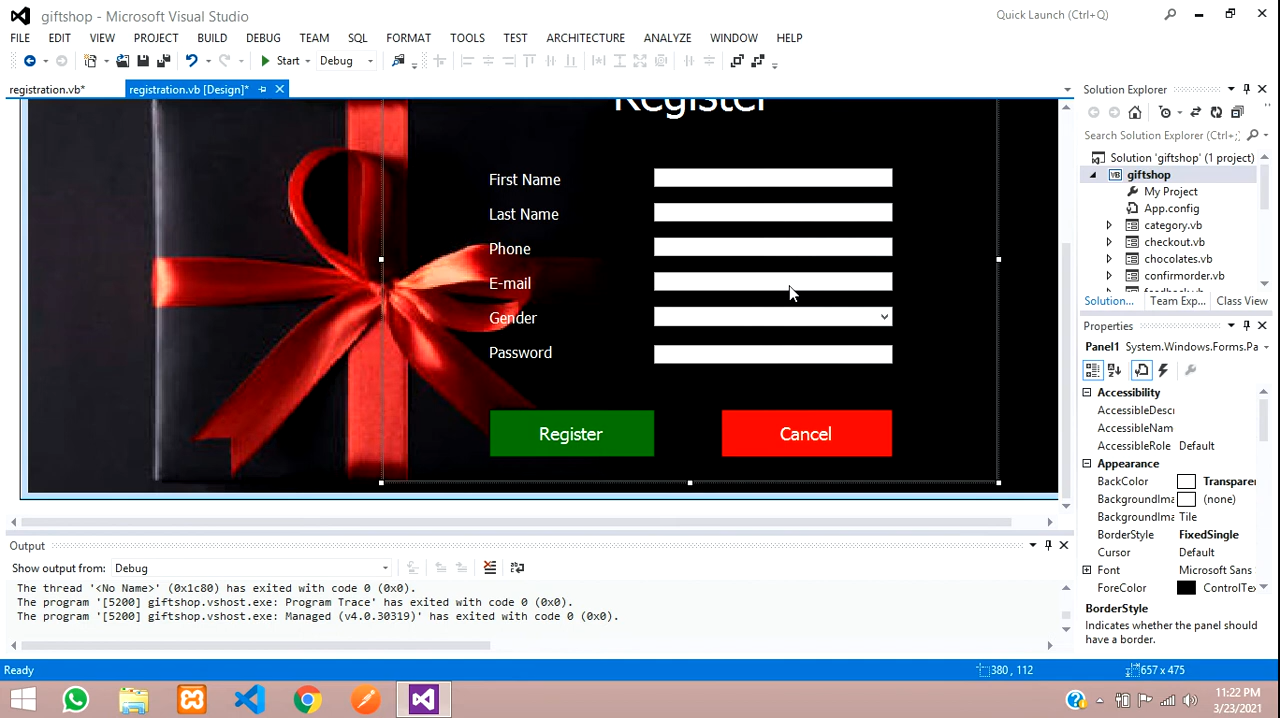 giftshop - Microsoft Visual Studio
Quick Launch (Ctrl+Q)
FILE EDIT VIEW PROJECT BUILD DEBUG TEAM SQL FORMAT TOOLS TEST ARCHITECTURE ANALYZE WINDOW HELP
Start Debug
registration.vb* registration.vb [Design]*
Register
First Name
Last Name
Phone
E-mail
Gender
Password
Register Cancel
Output
Show output from: Debug
The thread '<No Name>' (0x1c80) has exited with code 6 (0x0).
The program '[5200] giftshop.vshost.exe: Program Trace' has exited with code 0 (0x0).
The program '[5200] giftshop.vshost.exe: Managed (v4.0.30319)' has exited with code 0 (0x0).
Solution Explorer
Search Solution Explorer (Ctrl+;)
Solution 'giftshop' (1 project)
VB giftshop
My Project
App.config
category.vb
checkout.vb
chocolates.vb
confirmorder.vb
Solution... Team Exp... Class View
Properties
Panel1 System.Windows.Forms.Pa
Accessibility
AccessibleDescr
AccessibleNam
AccessibleRole Default
Appearance
BackColor Transparen
BackgroundIma (none)
BackgroundIma Tile
BorderStyle FixedSingle
Cursor Default
Font Microsoft Sans
ForeColor ControlTex
BorderStyle
Indicates whether the panel should
have a border.
Ready 380 , 112 657 x 475
11:22 PM
3/23/2021